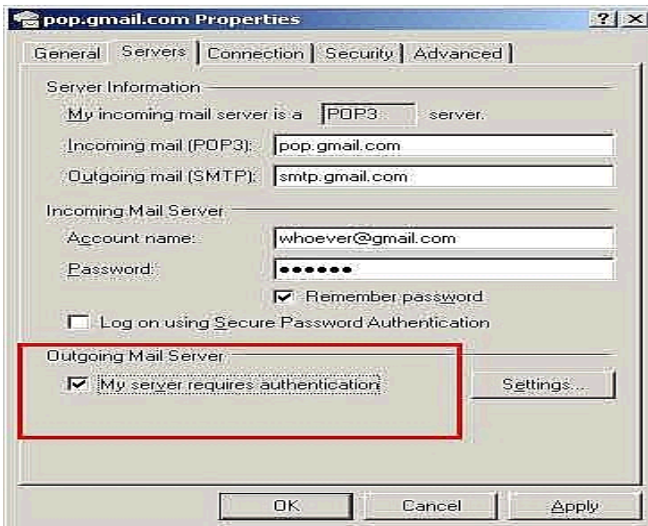 pop.gmail.com Properties
General Servers Connection Security Advanced
Server Information
My incoming mail server is a POP3 server.
Incoming mail (POP3): pop.gmail.com
Outgoing mail (SMTP): smtp.gmail.com
Incoming Mail Server
Account name: whoever@gmail.com
Password: ●●●●●●
Remember password
Log on using Secure Password Authentication
Outgoing Mail Server
My server requires authentication Settings...
OK Cancel Apply